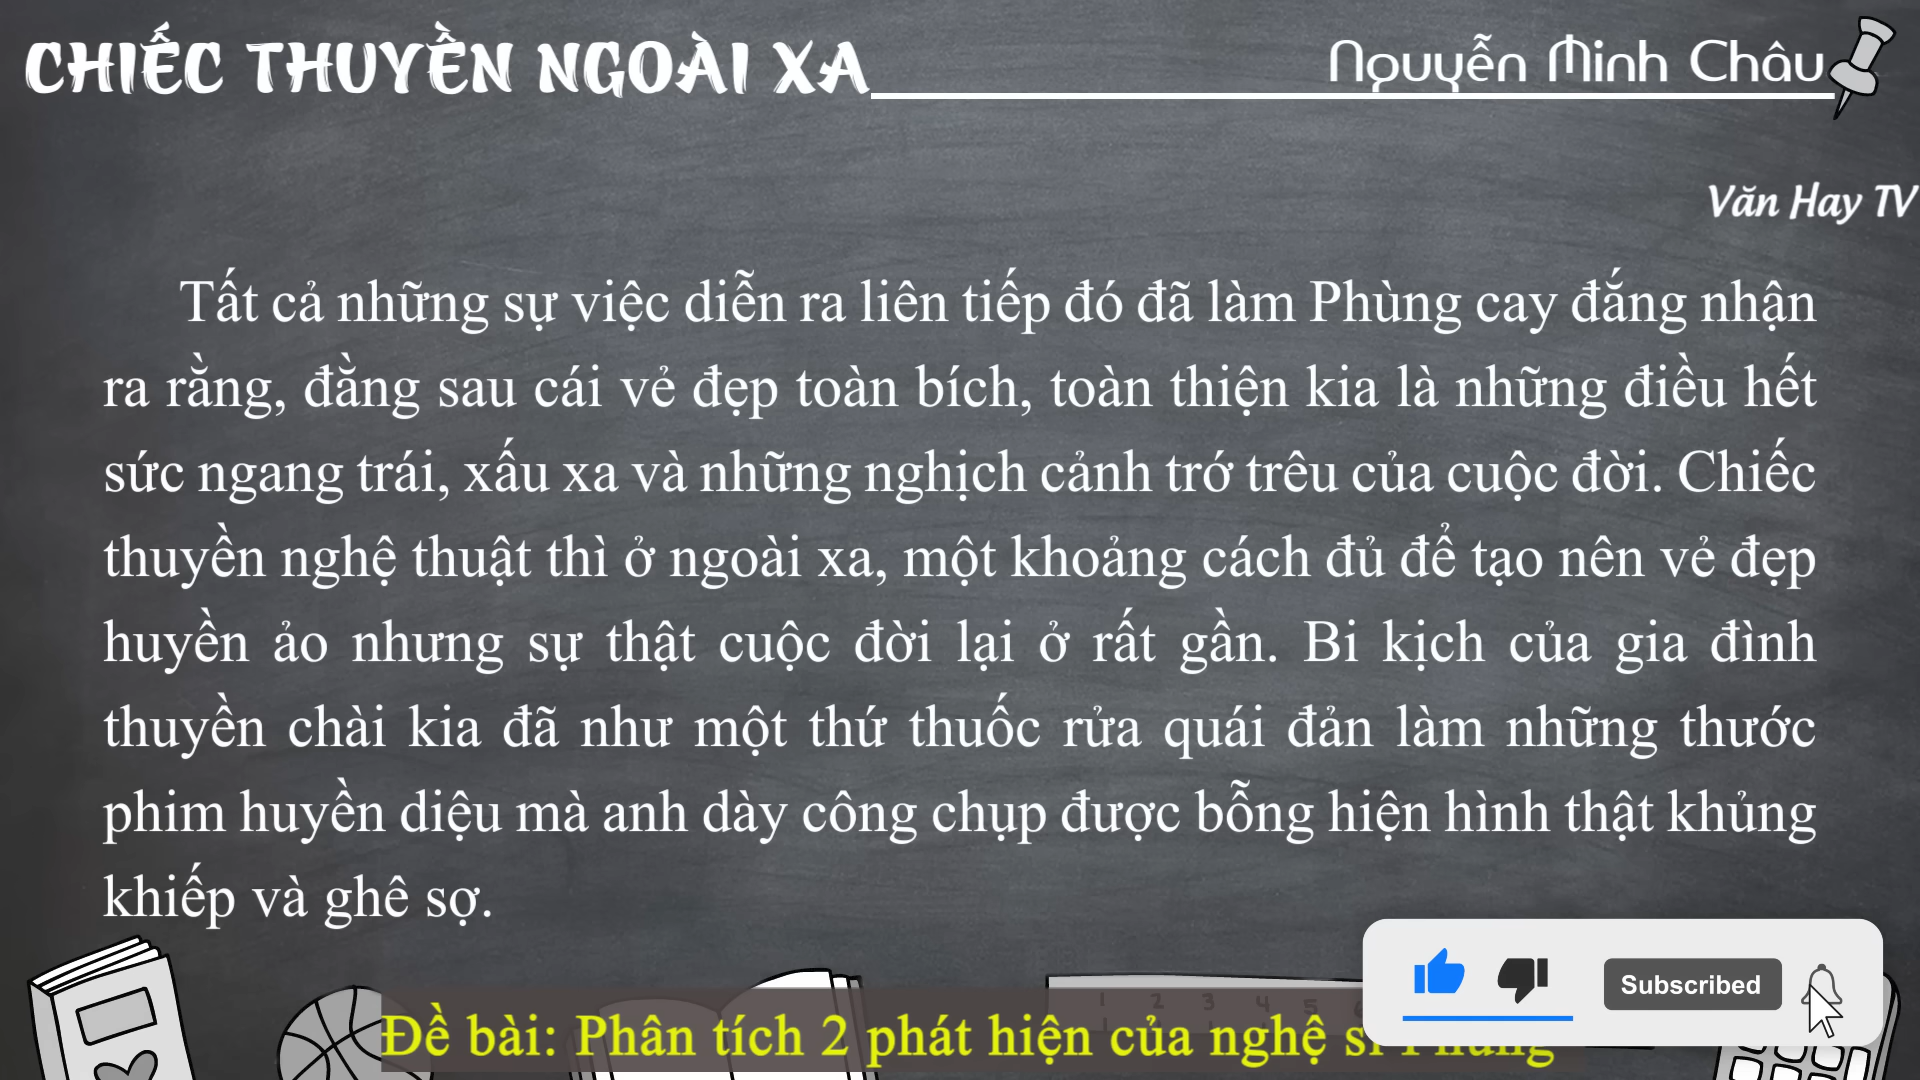 CHIẾC THUYỀN NGOÀI XA
Nguyễn Minh Châu
Văn Hay TV
Tất cả những sự việc diễn ra liên tiếp đó đã làm Phùng cay đắng nhận
ra rằng, đằng sau cái vẻ đẹp toàn bích, toàn thiện kia là những điều hết
sức ngang trái, xấu xa và những nghịch cảnh trớ trêu của cuộc đời. Chiếc
thuyền nghệ thuật thì ở ngoài xa, một khoảng cách đủ để tạo nên vẻ đẹp
huyền ảo nhưng sự thật cuộc đời lại ở rất gần. Bi kịch của gia đình
thuyền chài kia đã như một thứ thuốc rửa quái đản làm những thước
phim huyền diệu mà anh dày công chụp được bỗng hiện hình thật khủng
khiếp và ghê sợ.
1 2 3 4 5
Subscribed
Đề bài: Phân tích 2 phát hiện của nghệ sĩ